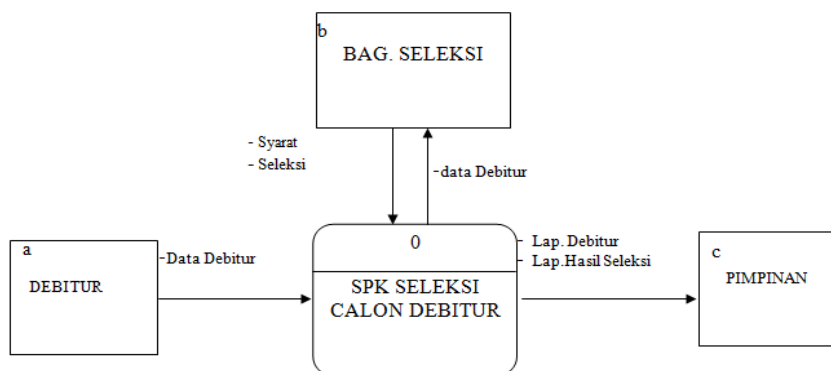 b
BAG. SELEKSI
- Syarat
- Seleksi
-data Debitur
a
DEBITUR
-Data Debitur
0
SPK SELEKSI
CALON DEBITUR
- Lap. Debitur
- Lap.Hasil Seleksi
c
PIMPINAN